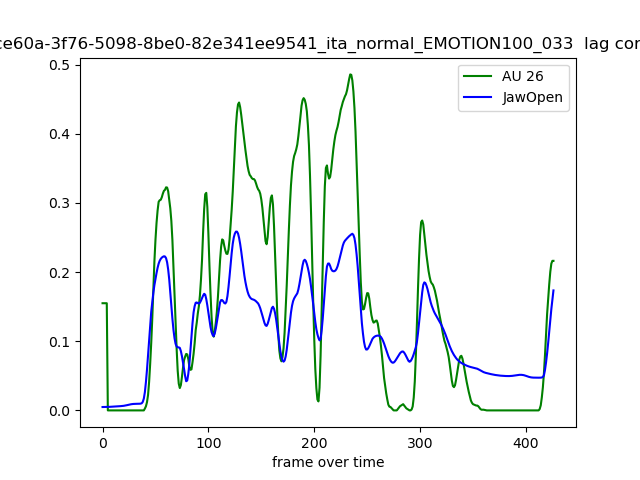 ce60a-3f76-5098-8be0-82e341ee9541_ita_normal_EMOTION100_033 lag cor
AU 26
JawOpen
0.5
0.4
0.3
0.2
0.1
0.0
0 100 200 300 400
frame over time